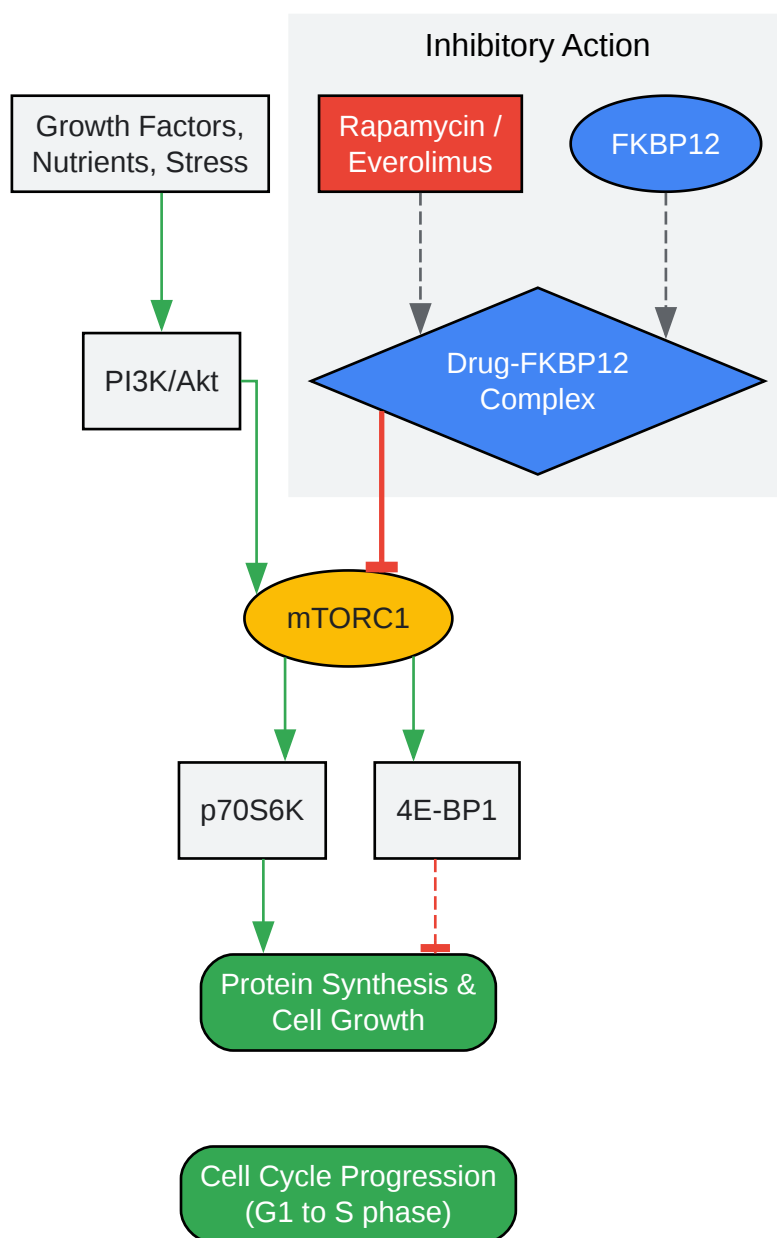 Inhibitory Action
Growth Factors,
Nutrients, Stress
Rapamycin /
Everolimus
FKBP12
PI3K/Akt
Drug-FKBP12
Complex
mTORC1
p70S6K
4E-BP1
Protein Synthesis &
Cell Growth
Cell Cycle Progression
(G1 to S phase)